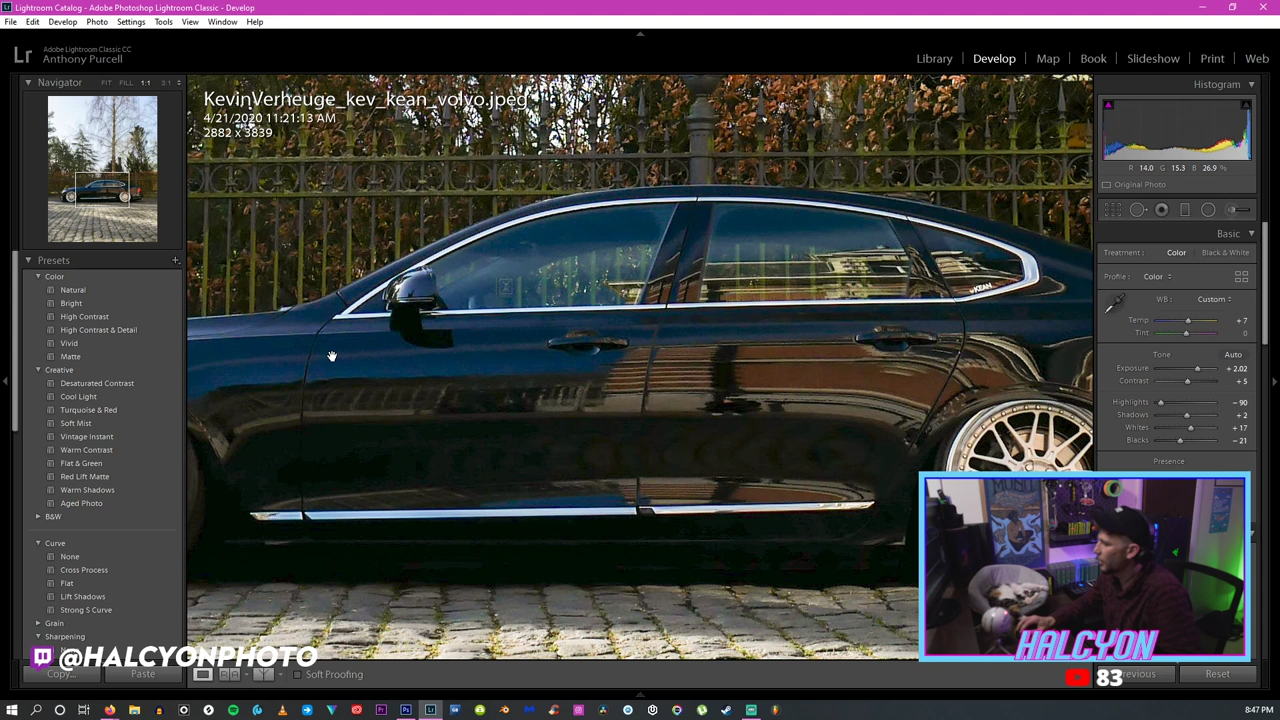 Lightroom Catalog - Adobe Photoshop Lightroom Classic - Develop
File Edit Develop Photo Settings Tools View Window Help
Lr Adobe Lightroom Classic CC
Anthony Purcell
Library | Develop | Map | Book | Slideshow | Print | Web
Navigator FIT FILL 1:1 3:1
Histogram
KevinVerheuge_kev_kean_volvo.jpeg
4/21/2020 11:21:13 AM
2882 x 3839
R 14.0 G 15.3 B 26.9 %
Original Photo
Basic
Treatment : Color Black & White
Profile : Color
WB : Custom
Temp + 7
Tint 0
Tone Auto
Exposure + 2.02
Contrast + 5
Highlights − 90
Shadows + 2
Whites + 17
Blacks − 21
Presence
Presets
Color
Natural
Bright
High Contrast
High Contrast & Detail
Vivid
Matte
Creative
Desaturated Contrast
Cool Light
Turquoise & Red
Soft Mist
Vintage Instant
Warm Contrast
Flat & Green
Red Lift Matte
Warm Shadows
Aged Photo
B&W
Curve
None
Cross Process
Flat
Lift Shadows
Strong S Curve
Grain
Sharpening
KEAN
@HALCYONPHOTO
HALCYON
83
Copy... Paste
Soft Proofing
Reset
8:47 PM